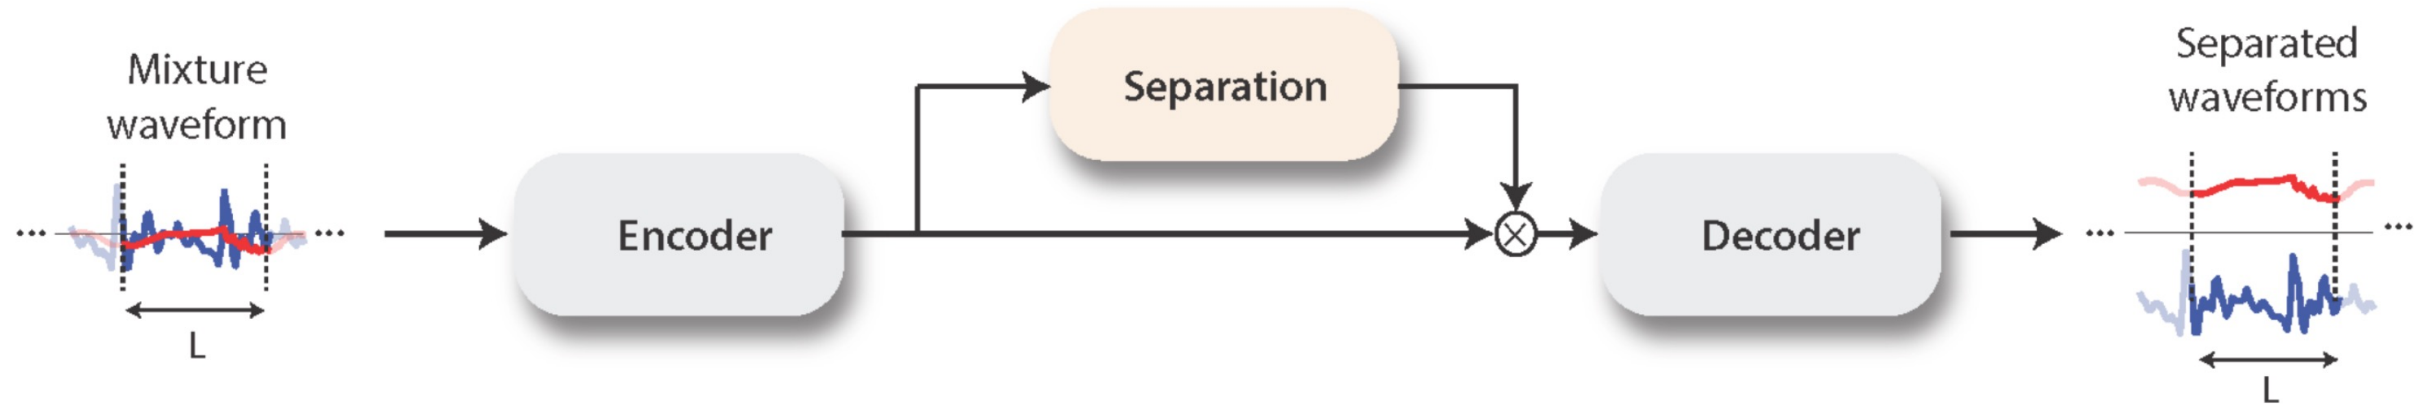 Mixture
waveform
...
...
L
Encoder
Separation
Decoder
Separated
waveforms
...
...
L